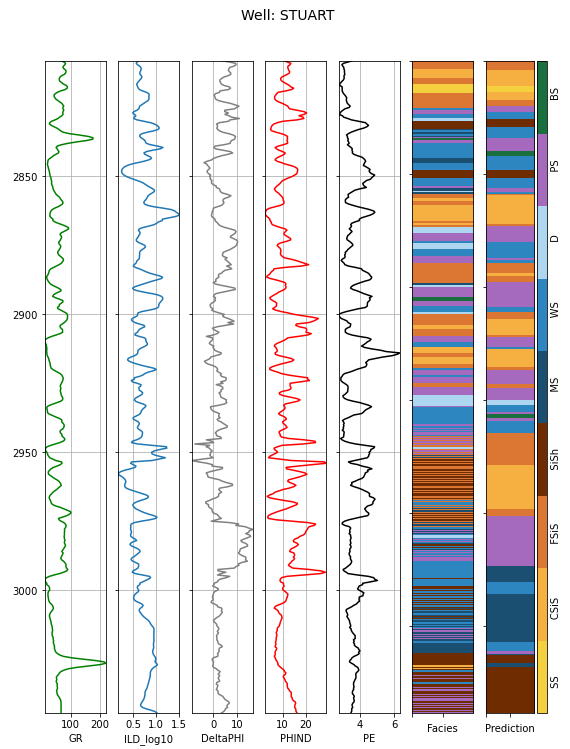 Well: STUART
2850
2900
2950
3000
100 200
0.5 1.0 1.5
0 10
10 20
4 6
GR
ILD_log10
DeltaPHI
PHIND
PE
Facies
Prediction
BS
PS
D
WS
MS
SiSh
FSiS
CSiS
SS